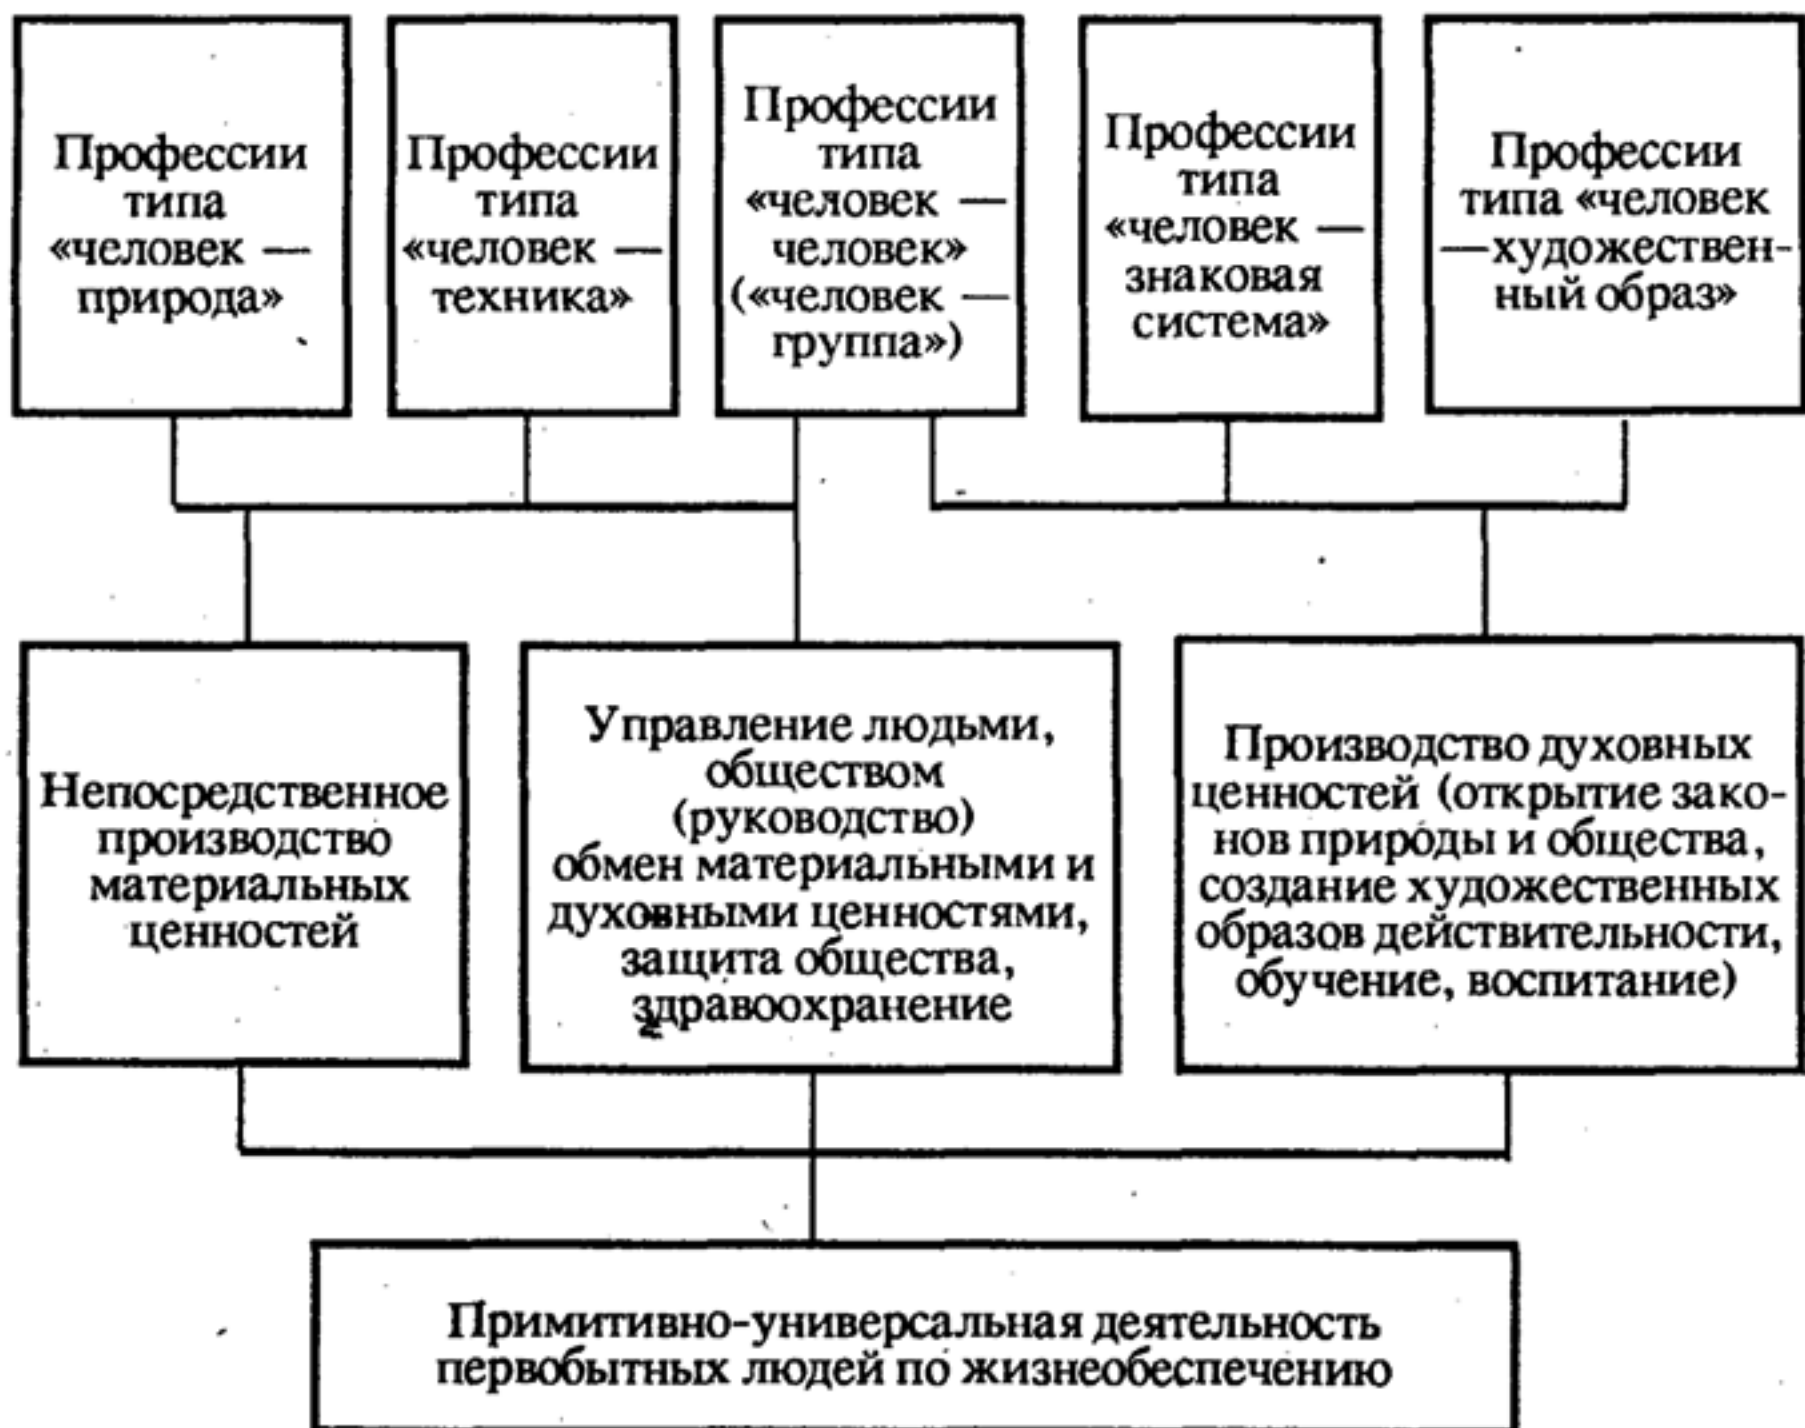 Профессии
типа
«человек —
природа»
Профессии
типа
«человек —
техника»
Профессии
типа
«человек —
человек»
(«человек —
группа»)
Профессии
типа
«человек —
знаковая
система»
Профессии
типа «человек
—художествен-
ный образ»
Непосредственное
производство
материальных
ценностей
Управление людьми,
обществом
(руководство)
обмен материальными и
духовными ценностями,
защита общества,
здравоохранение
Производство духовных
ценностей (открытие зако-
нов природы и общества,
создание художественных
образов действительности,
обучение, воспитание)
Примитивно-универсальная деятельность
первобытных людей по жизнеобеспечению